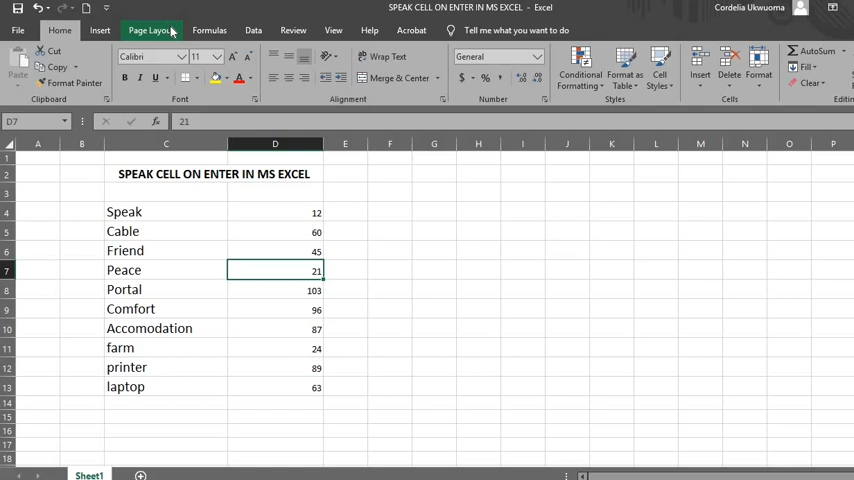 SPEAK CELL ON ENTER IN MS EXCEL - Excel
Cordelia Ukwuoma
File Home Insert Page Layout Formulas Data Review View Help Acrobat Tell me what you want to do
Cut
Copy
Format Painter
Paste
Clipboard
Calibri 11
B I U
Font
Wrap Text
Merge & Center
Alignment
General
$ % ,
Number
Conditional Formatting
Format as Table
Cell Styles
Styles
Insert Delete Format
Cells
AutoSum
Fill
Clear
D7
fx 21
A B C D E F G H I J K L M N O P
1
2 SPEAK CELL ON ENTER IN MS EXCEL
3
4 Speak 12
5 Cable 60
6 Friend 45
7 Peace 21
8 Portal 103
9 Comfort 96
10 Accomodation 87
11 farm 24
12 printer 89
13 laptop 63
14
15
16
17
18
Sheet1